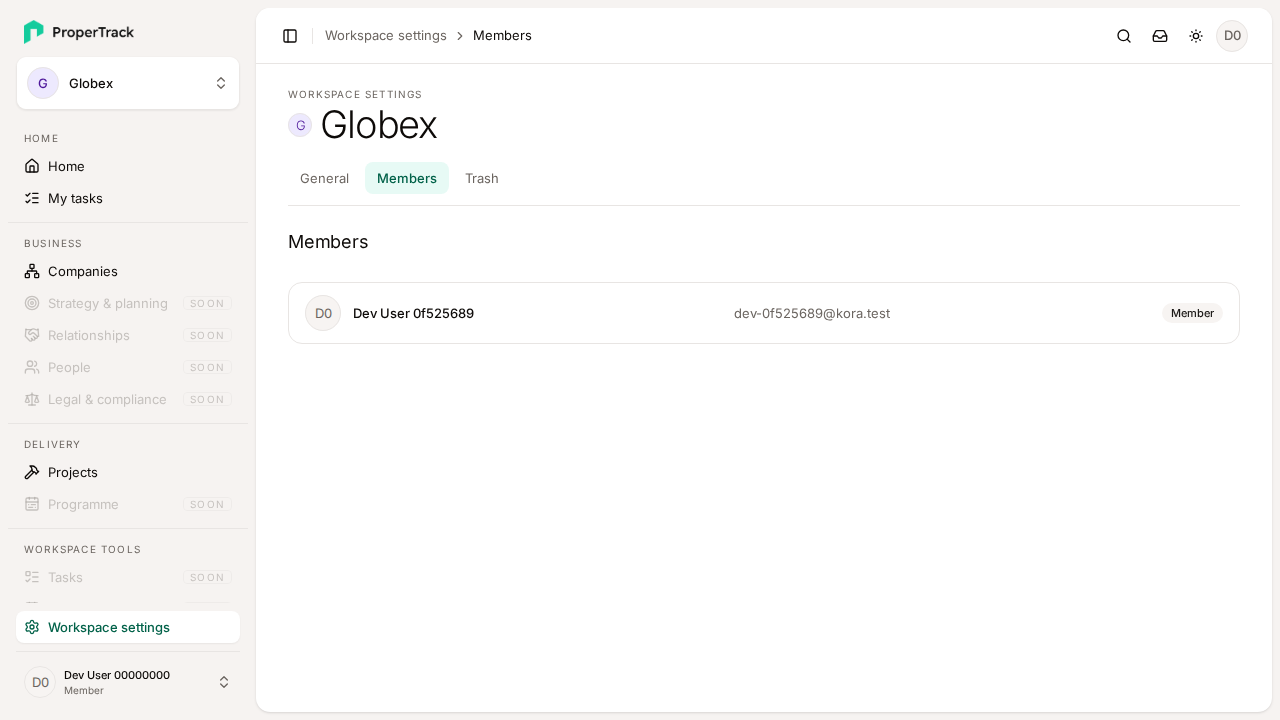 ProperTrack
G
Globex
HOME
Home
My tasks
BUSINESS
Companies
Strategy & planning SOON
Relationships SOON
People SOON
Legal & compliance SOON
DELIVERY
Projects
Programme SOON
WORKSPACE TOOLS
Tasks SOON
Workspace settings
D0
Dev User 00000000
Member
Workspace settings
Members
D0
WORKSPACE SETTINGS
G
Globex
General
Members
Trash
Members
D0
Dev User 0f525689
dev-0f525689@kora.test
Member